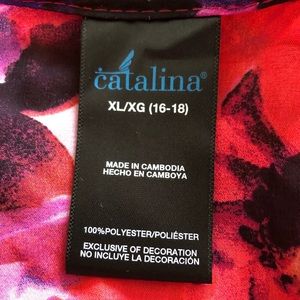 catalina®
XL/XG (16-18)
MADE IN CAMBODIA
HECHO EN CAMBOYA
100%POLYESTER/POLIÉSTER
EXCLUSIVE OF DECORATION
NO INCLUYE LA DECORACIÓN